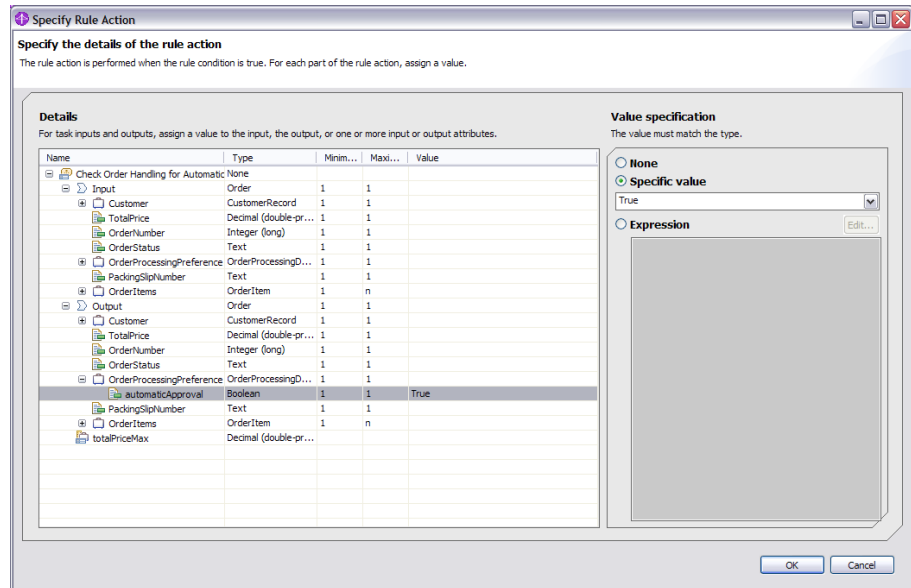 Specify Rule Action
Specify the details of the rule action
The rule action is performed when the rule condition is true. For each part of the rule action, assign a value.
Details
For task inputs and outputs, assign a value to the input, the output, or one or more input or output attributes.
Name Type Minim... Maxi... Value
Check Order Handling for Automatic None
Input Order 1 1
Customer CustomerRecord 1 1
TotalPrice Decimal (double-pr... 1 1
OrderNumber Integer (long) 1 1
OrderStatus Text 1 1
OrderProcessingPreference OrderProcessingD... 1 1
PackingSlipNumber Text 1 1
OrderItems OrderItem 1 n
Output Order 1 1
Customer CustomerRecord 1 1
TotalPrice Decimal (double-pr... 1 1
OrderNumber Integer (long) 1 1
OrderStatus Text 1 1
OrderProcessingPreference OrderProcessingD... 1 1
automaticApproval Boolean 1 1 True
PackingSlipNumber Text 1 1
OrderItems OrderItem 1 n
totalPriceMax Decimal (double-pr...
Value specification
The value must match the type.
None
Specific value
True
Expression Edit...
OK Cancel